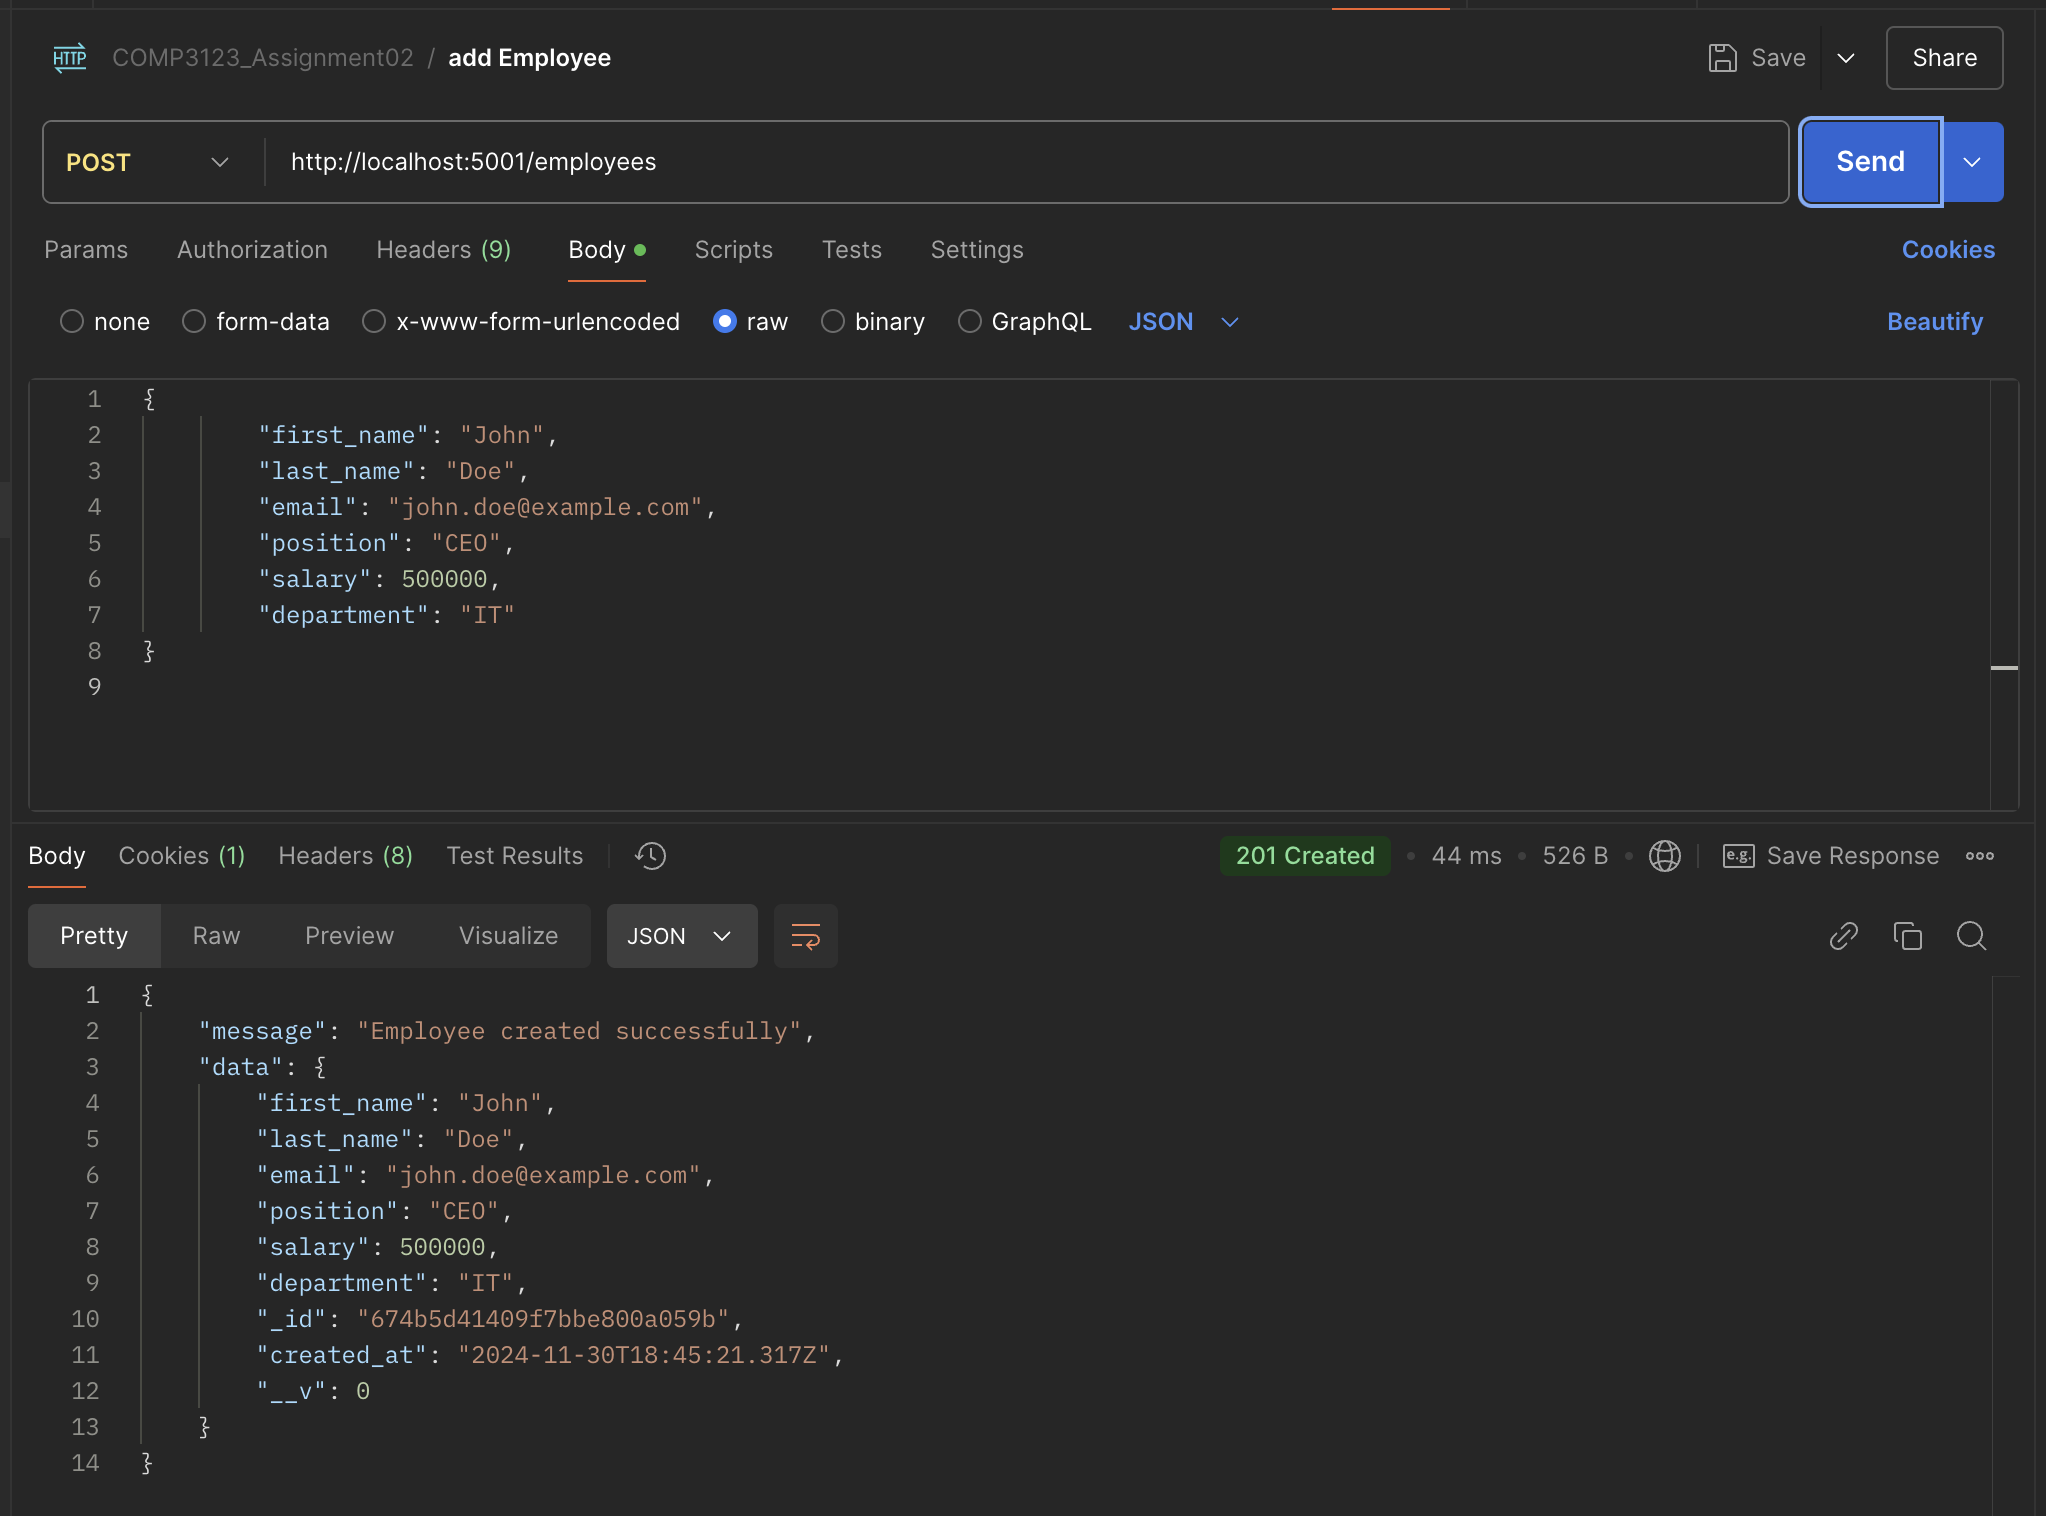 HTTP COMP3123_Assignment02 / add Employee Save Share
POST http://localhost:5001/employees Send
Params Authorization Headers (9) Body Scripts Tests Settings Cookies
none form-data x-www-form-urlencoded raw binary GraphQL JSON Beautify
1 {
2 "first_name": "John",
3 "last_name": "Doe",
4 "email": "john.doe@example.com",
5 "position": "CEO",
6 "salary": 500000,
7 "department": "IT"
8 }
9
Body Cookies (1) Headers (8) Test Results 201 Created • 44 ms • 526 B • e.g. Save Response
Pretty Raw Preview Visualize JSON
1 {
2 "message": "Employee created successfully",
3 "data": {
4 "first_name": "John",
5 "last_name": "Doe",
6 "email": "john.doe@example.com",
7 "position": "CEO",
8 "salary": 500000,
9 "department": "IT",
10 "_id": "674b5d41409f7bbe800a059b",
11 "created_at": "2024-11-30T18:45:21.317Z",
12 "__v": 0
13 }
14 }